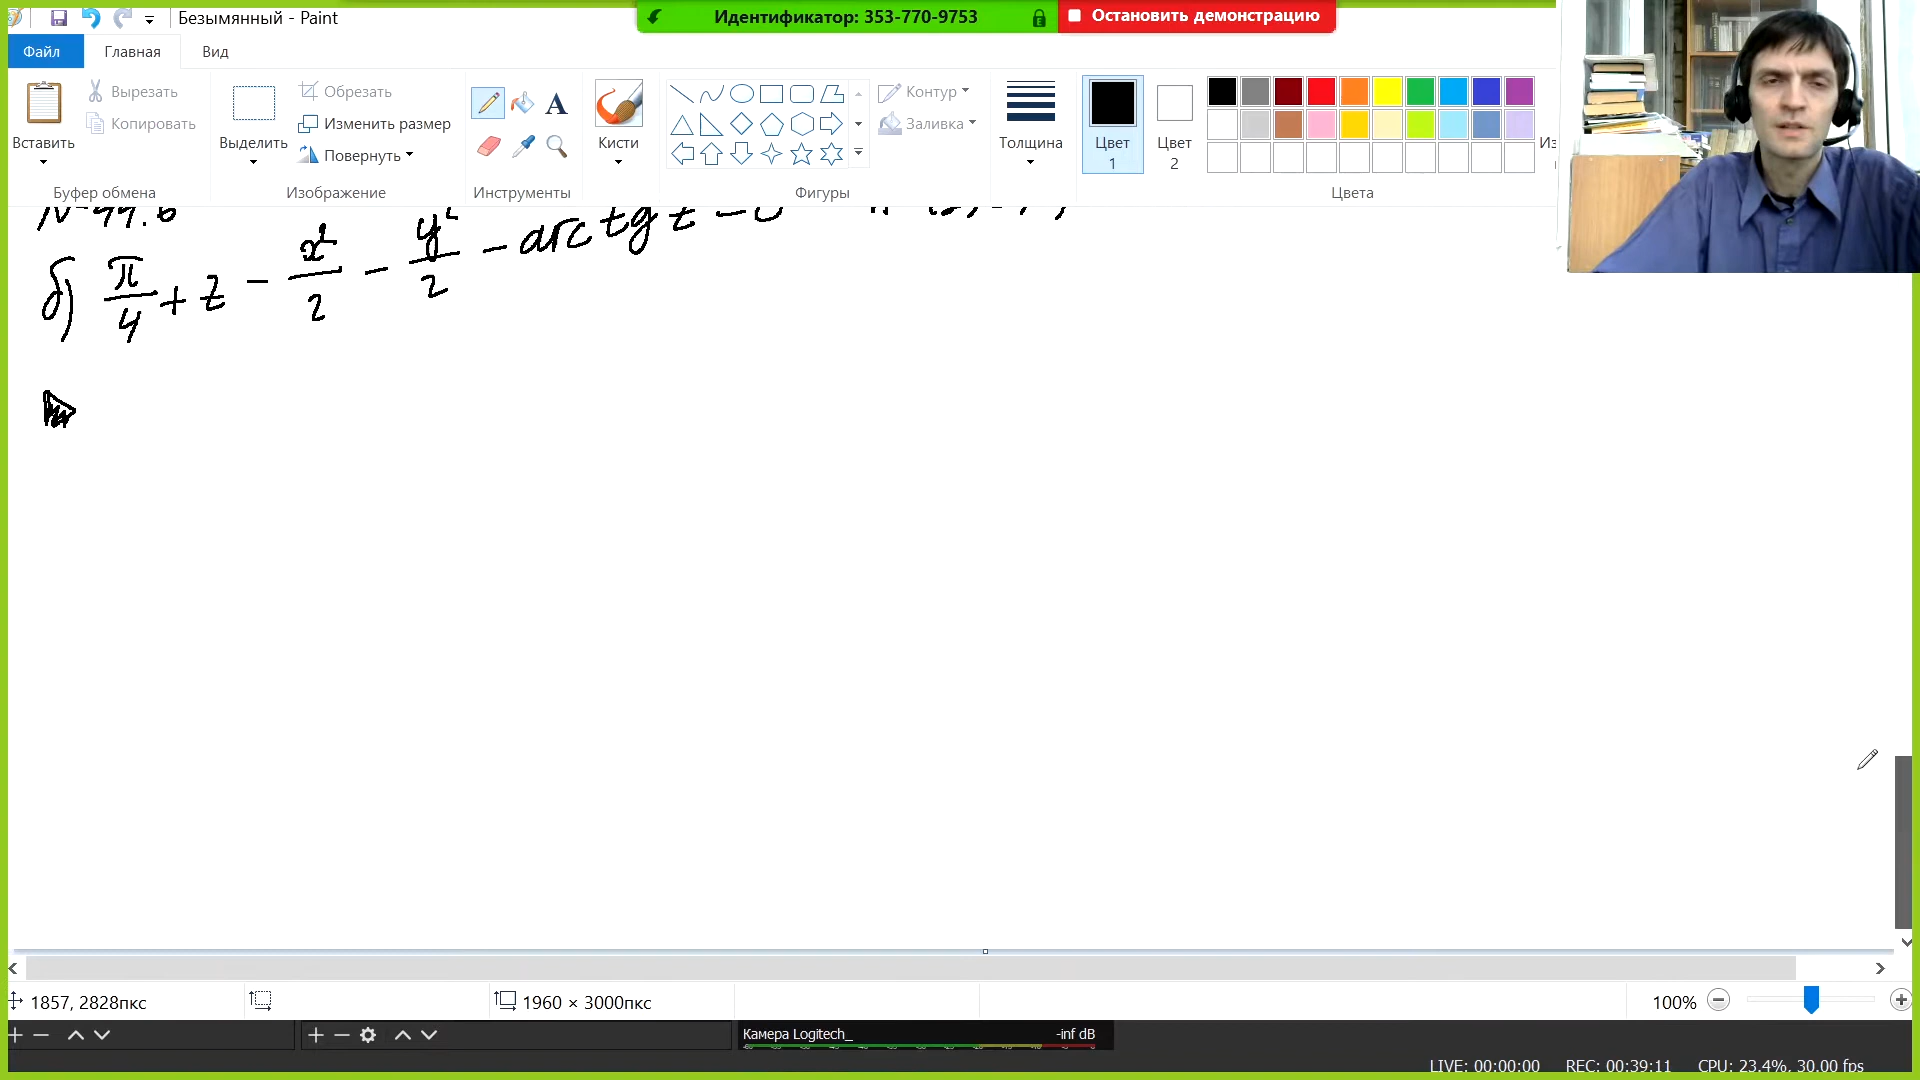 Безымянный - Paint
Идентификатор: 353-770-9753
Остановить демонстрацию
Файл
Главная
Вид
Вставить
Вырезать
Копировать
Буфер обмена
Выделить
Обрезать
Изменить размер
Повернуть
Изображение
A
Инструменты
Кисти
Контур
Заливка
Фигуры
Толщина
Цвет 1
Цвет 2
Из
Цвета
б) π/4 + z - x²/2 - y²/2 - arctg z
1857, 2828пкс
1960 × 3000пкс
100%
Камера Logitech_
-inf dB
LIVE: 00:00:00
REC: 00:39:11
CPU: 23.4%, 30.00 fps